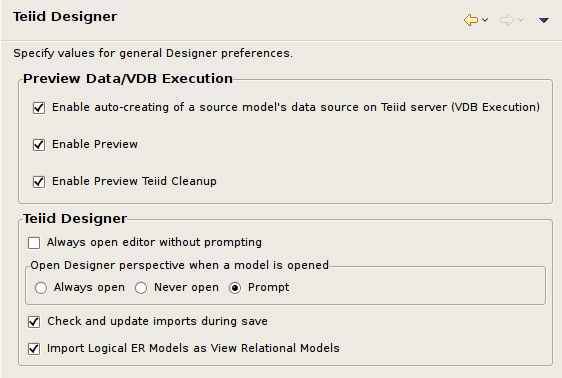 Teiid Designer
Specify values for general Designer preferences.
Preview Data/VDB Execution
Enable auto-creating of a source model's data source on Teiid server (VDB Execution)
Enable Preview
Enable Preview Teiid Cleanup
Teiid Designer
Always open editor without prompting
Open Designer perspective when a model is opened
Always open Never open Prompt
Check and update imports during save
Import Logical ER Models as View Relational Models